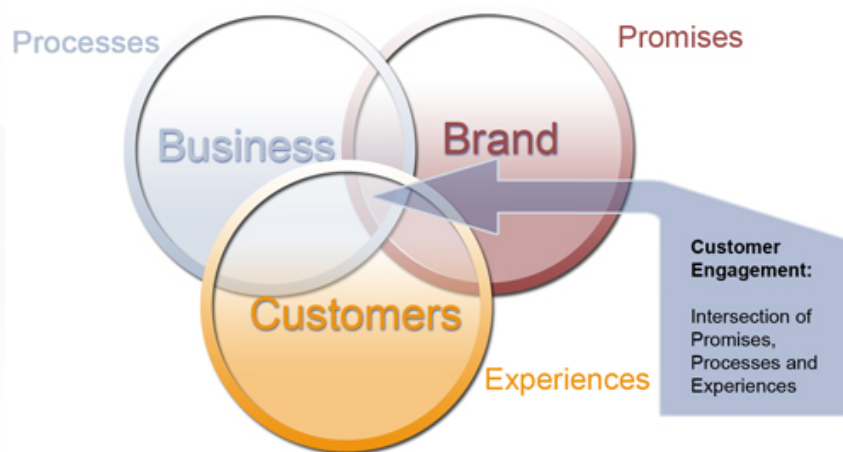 Processes
Promises
Business
Brand
Customers
Experiences
Customer
Engagement:
Intersection of
Promises,
Processes and
Experiences